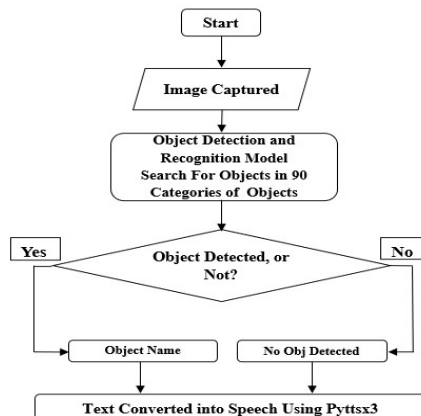 Start
Image Captured
Object Detection and
Recognition Model
Search For Objects in 90
Categories of Objects
Yes
No
Object Detected, or
Not?
Object Name
No Obj Detected
Text Converted into Speech Using Pyttsx3